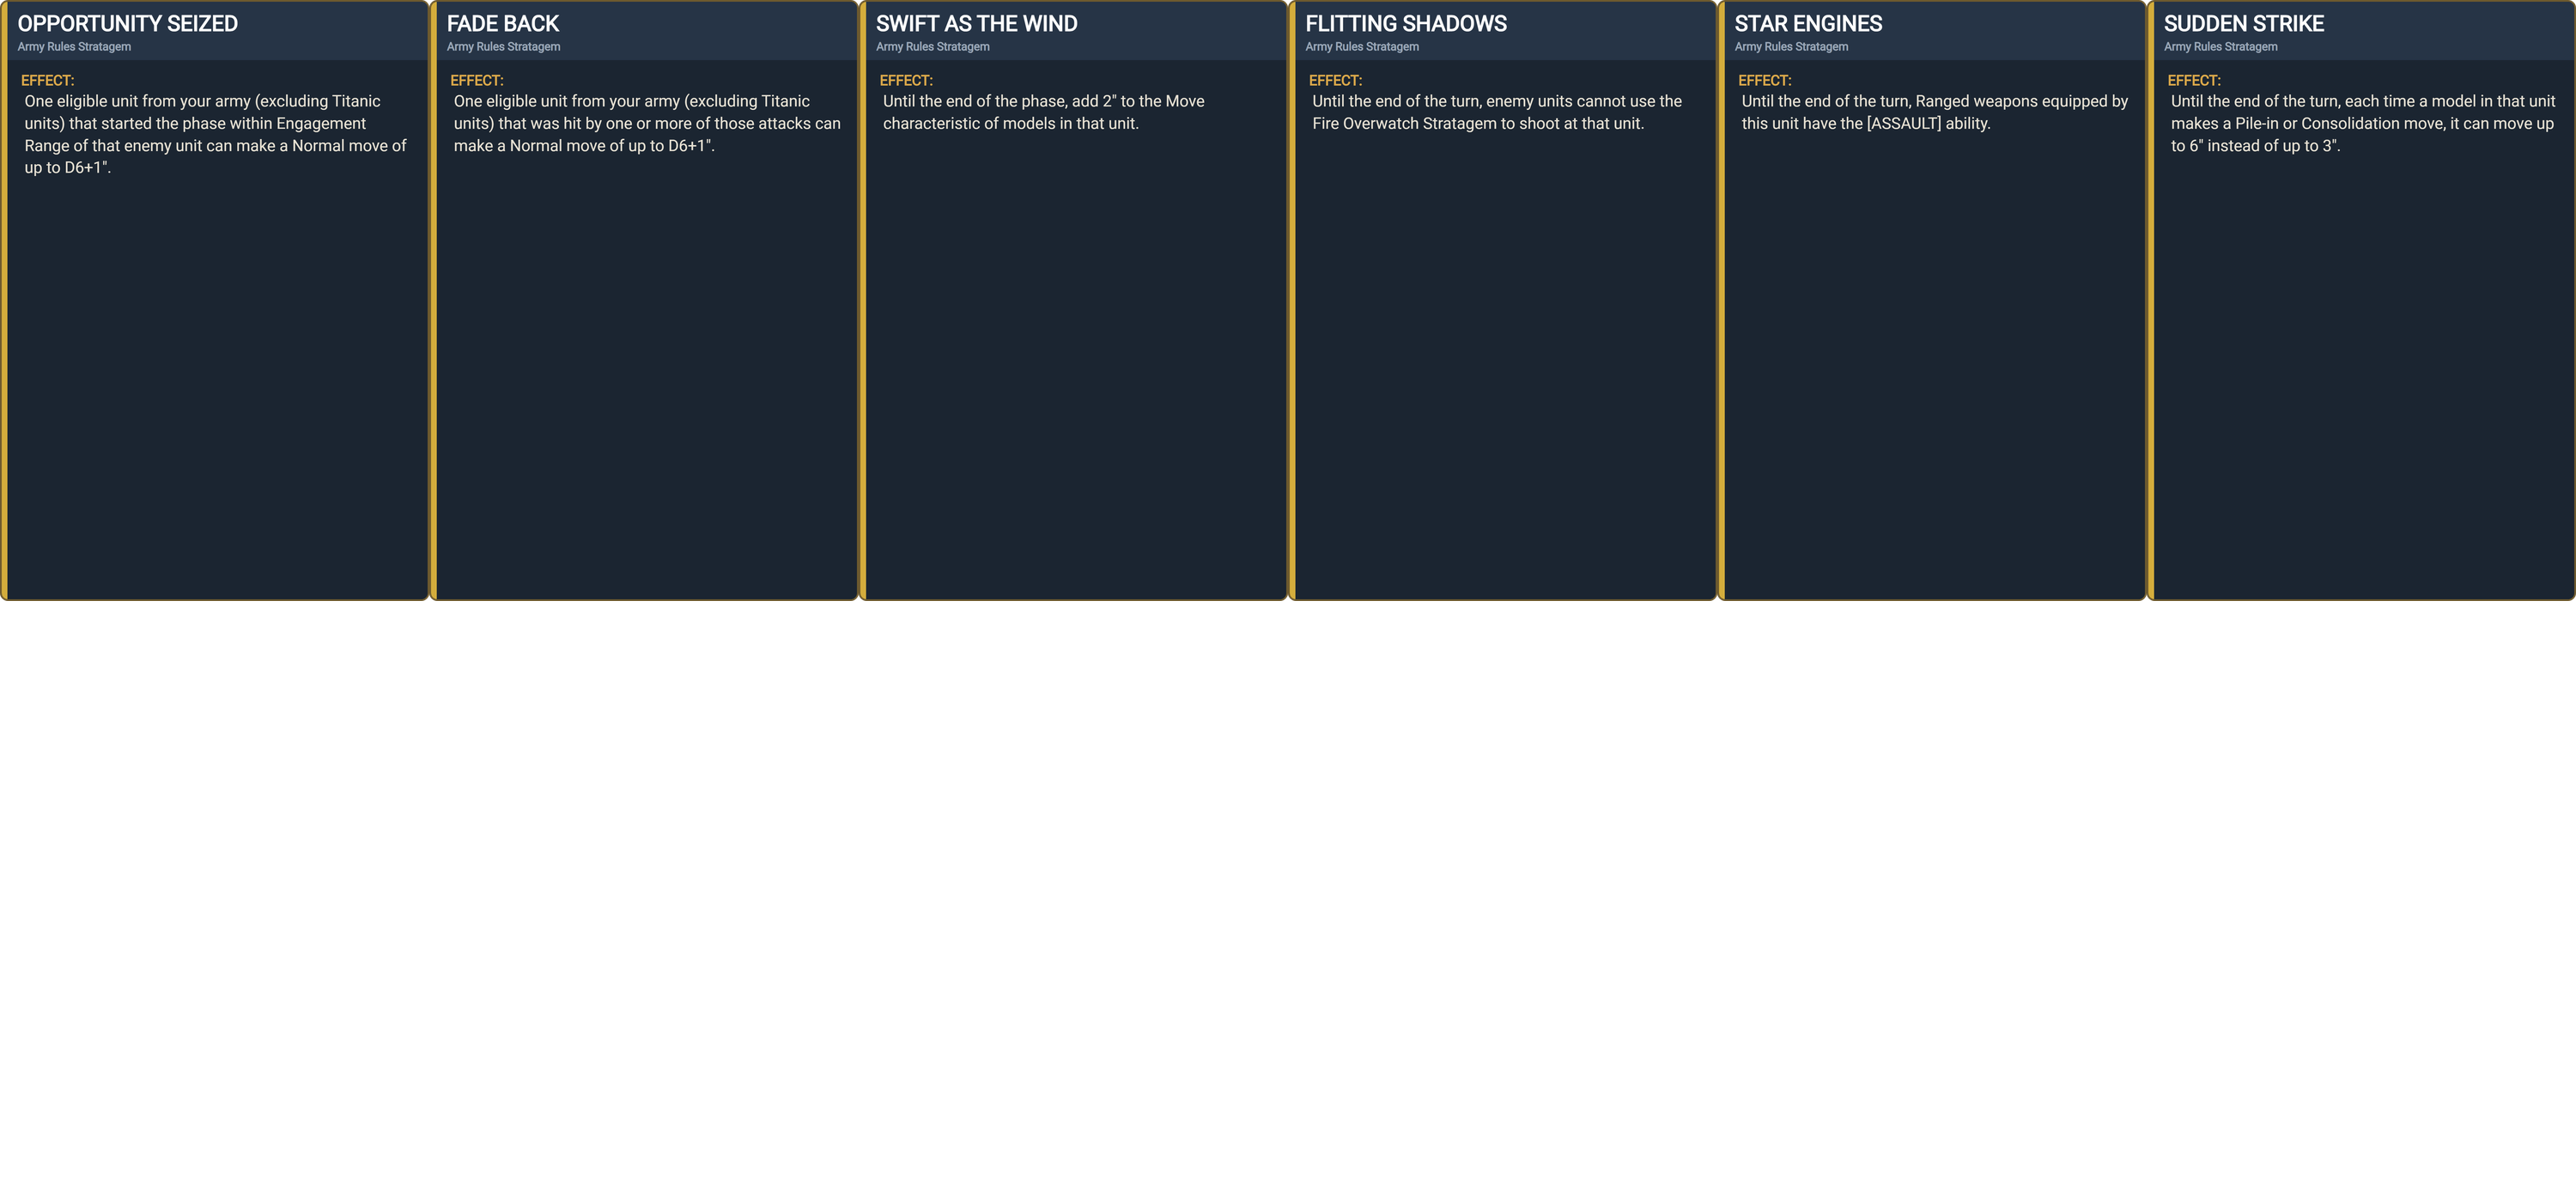 OPPORTUNITY SEIZED
Army Rules Stratagem
EFFECT:
One eligible unit from your army (excluding Titanic
units) that started the phase within Engagement
Range of that enemy unit can make a Normal move of
up to D6+1".
FADE BACK
Army Rules Stratagem
EFFECT:
One eligible unit from your army (excluding Titanic
units) that was hit by one or more of those attacks can
make a Normal move of up to D6+1".
SWIFT AS THE WIND
Army Rules Stratagem
EFFECT:
Until the end of the phase, add 2" to the Move
characteristic of models in that unit.
FLITTING SHADOWS
Army Rules Stratagem
EFFECT:
Until the end of the turn, enemy units cannot use the
Fire Overwatch Stratagem to shoot at that unit.
STAR ENGINES
Army Rules Stratagem
EFFECT:
Until the end of the turn, Ranged weapons equipped by
this unit have the [ASSAULT] ability.
SUDDEN STRIKE
Army Rules Stratagem
EFFECT:
Until the end of the turn, each time a model in that unit
makes a Pile-in or Consolidation move, it can move up
to 6" instead of up to 3".